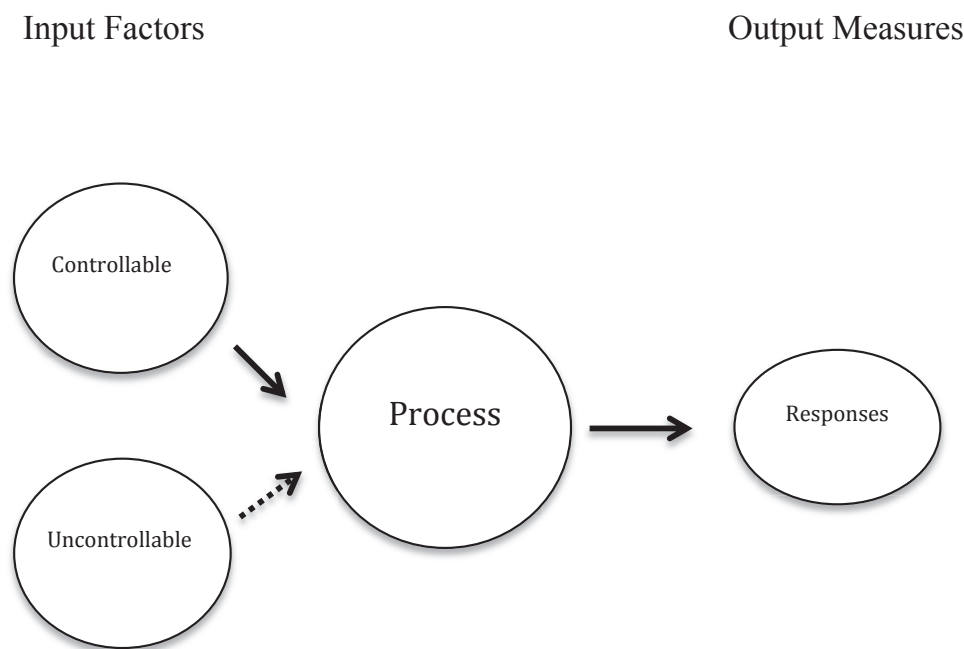 Input Factors
Output Measures
Controllable
Process
Responses
Uncontrollable